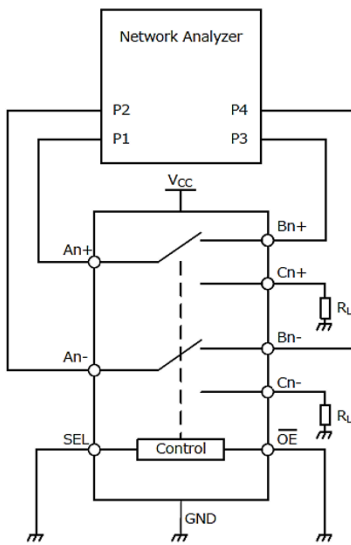 Network Analyzer
P2 P4
P1 P3
VCC
Bn+
An+
Cn+
RL
Bn-
An-
Cn-
RL
SEL
OE
Control
GND